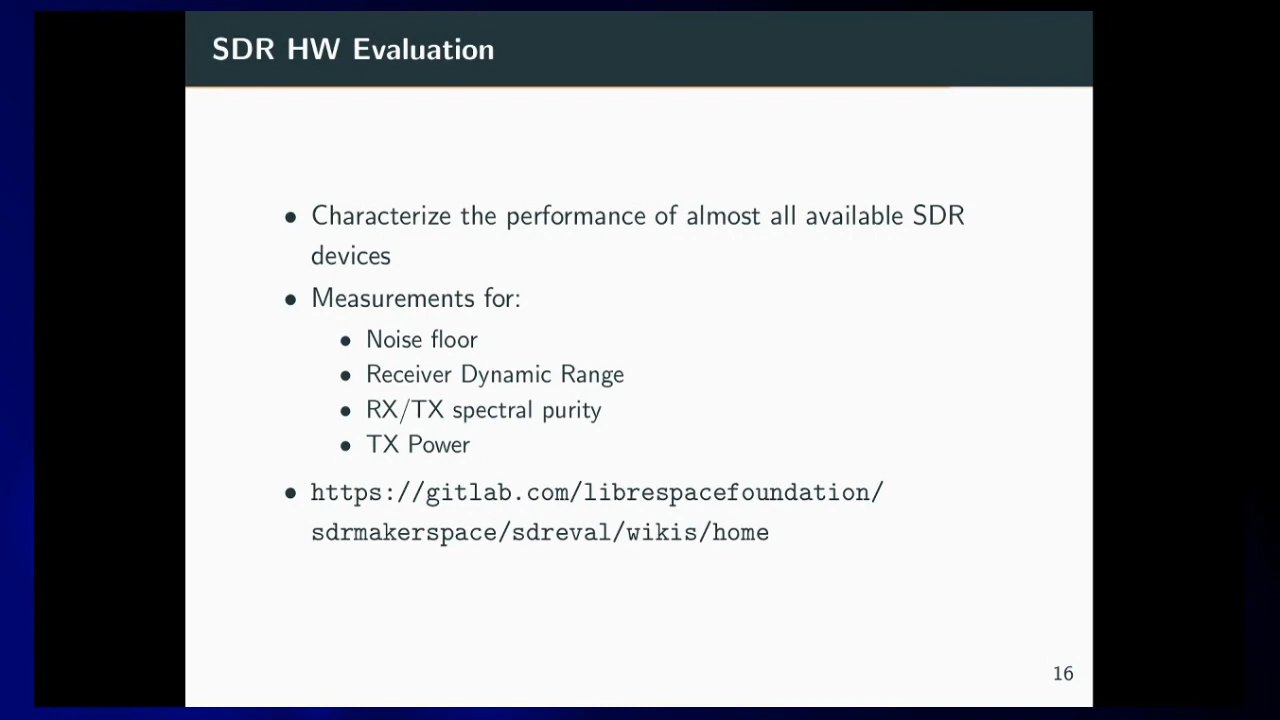 SDR HW Evaluation
• Characterize the performance of almost all available SDR
devices
• Measurements for:
• Noise floor
• Receiver Dynamic Range
• RX/TX spectral purity
• TX Power
• https://gitlab.com/librespacefoundation/
sdrmakerspace/sdreval/wikis/home
16